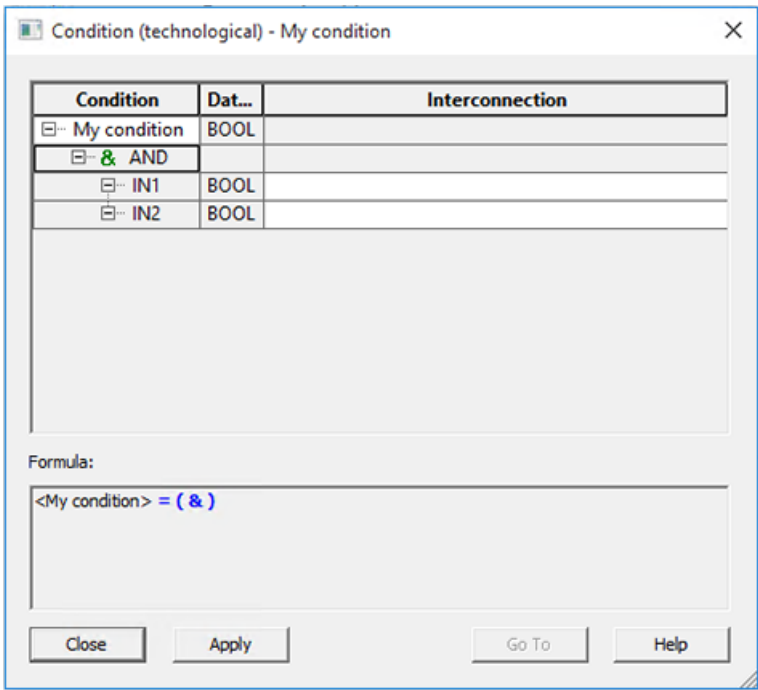 Condition (technological) - My condition
Condition Dat... Interconnection
My condition BOOL
& AND
IN1 BOOL
IN2 BOOL
Formula:
<My condition> = ( & )
Close Apply Go To Help